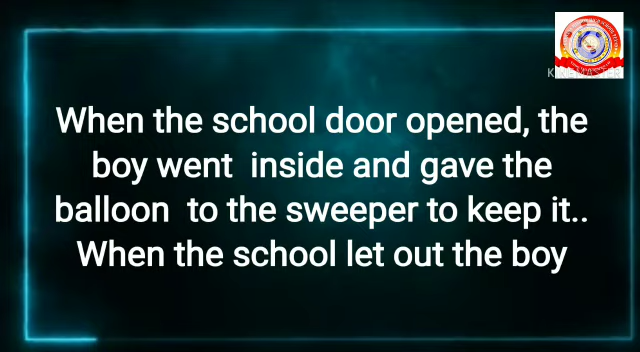 When the school door opened, the
boy went inside and gave the
balloon to the sweeper to keep it..
When the school let out the boy